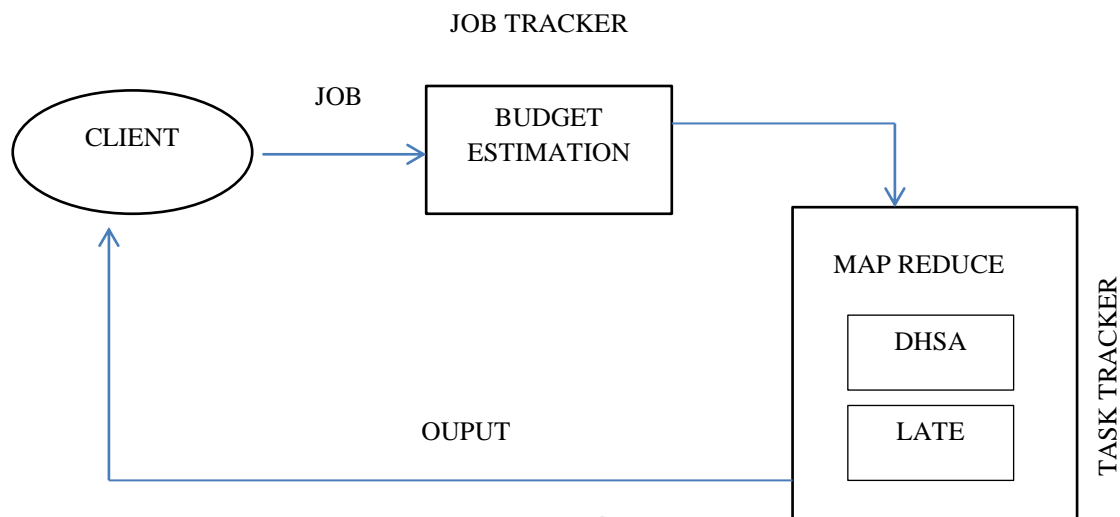 JOB TRACKER
JOB
CLIENT
BUDGET
ESTIMATION
MAP REDUCE
DHSA
LATE
TASK TRACKER
OUPUT